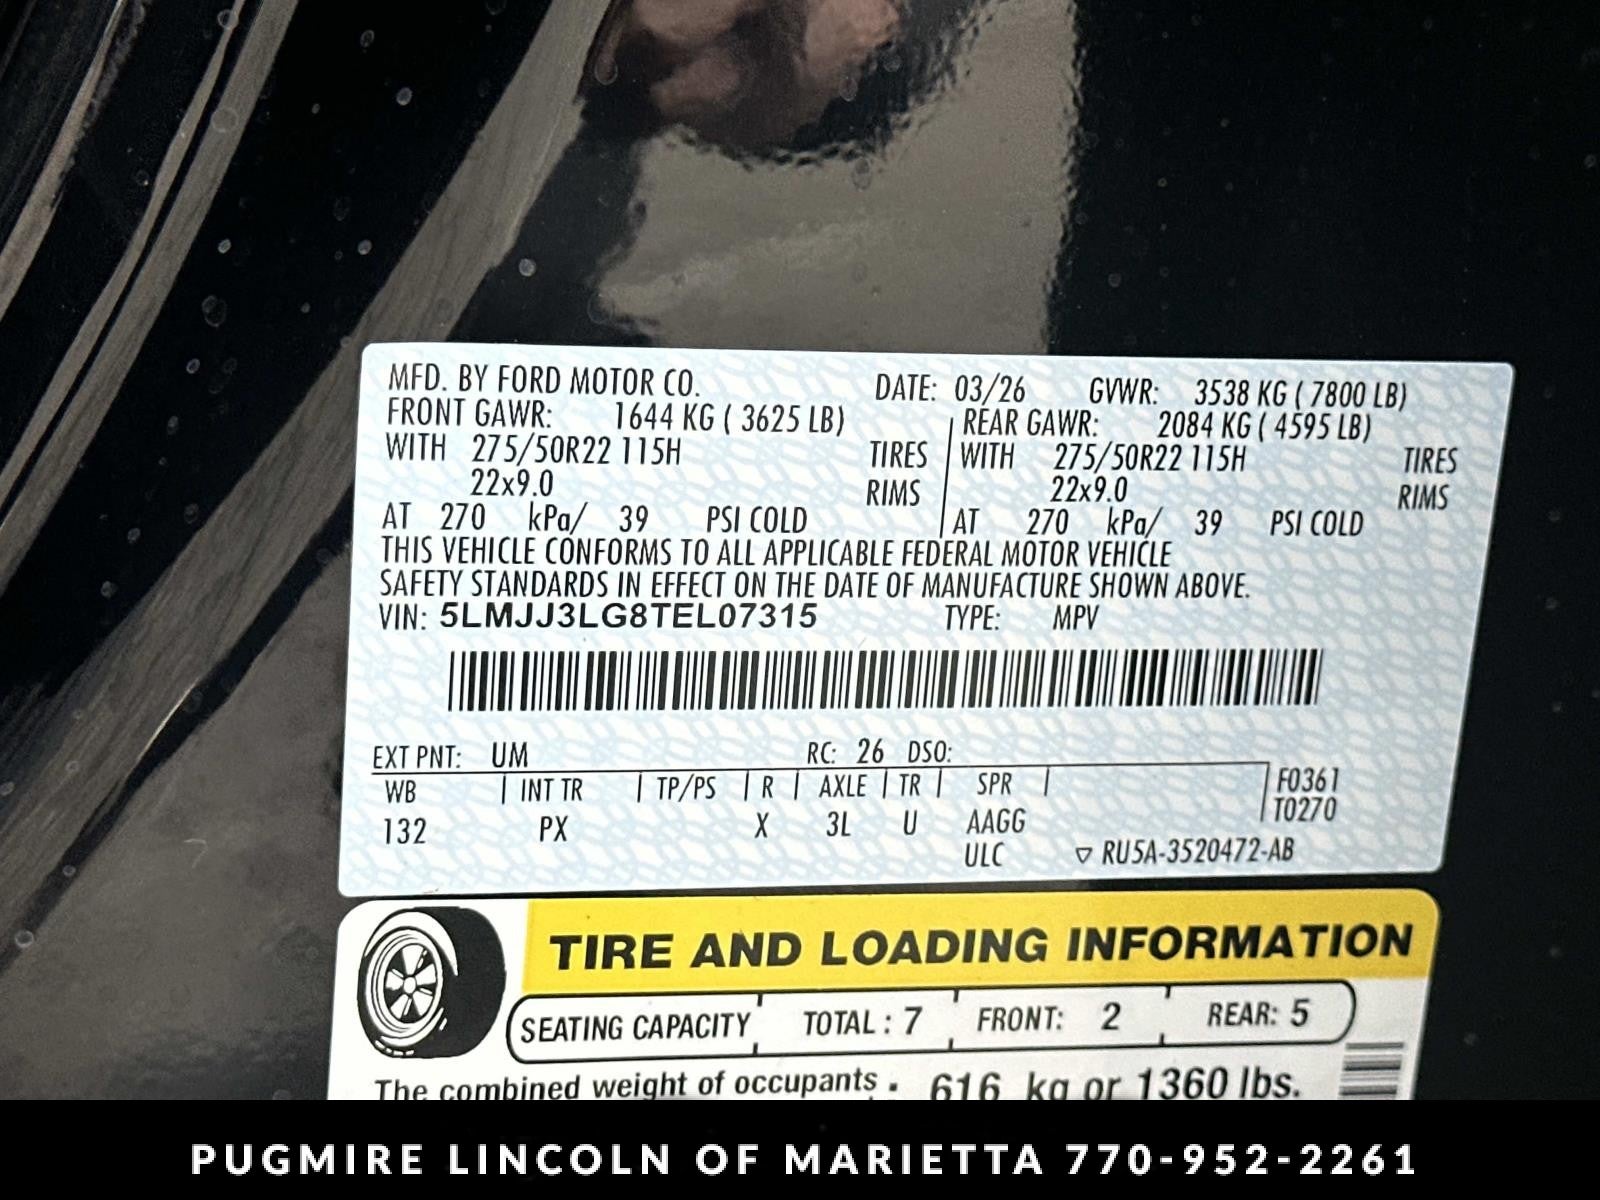 MFD. BY FORD MOTOR CO. DATE: 03/26 GVWR: 3538 KG ( 7800 LB)
FRONT GAWR: 1644 KG ( 3625 LB) REAR GAWR: 2084 KG ( 4595 LB)
WITH 275/50R22 115H TIRES WITH 275/50R22 115H TIRES
22x9.0 RIMS 22x9.0 RIMS
AT 270 kPa/ 39 PSI COLD AT 270 kPa/ 39 PSI COLD
THIS VEHICLE CONFORMS TO ALL APPLICABLE FEDERAL MOTOR VEHICLE
SAFETY STANDARDS IN EFFECT ON THE DATE OF MANUFACTURE SHOWN ABOVE.
VIN: 5LMJJ3LG8TEL07315 TYPE: MPV
EXT PNT: UM RC: 26 DSO:
WB INT TR TP/PS R AXLE TR SPR F0361
T0270
132 PX X 3L U AAGG
ULC ▽ RU5A-3520472-AB
TIRE AND LOADING INFORMATION
SEATING CAPACITY TOTAL : 7 FRONT: 2 REAR: 5
The combined weight of occupants . 616 kg or 1360 lbs.
PUGMIRE LINCOLN OF MARIETTA 770-952-2261